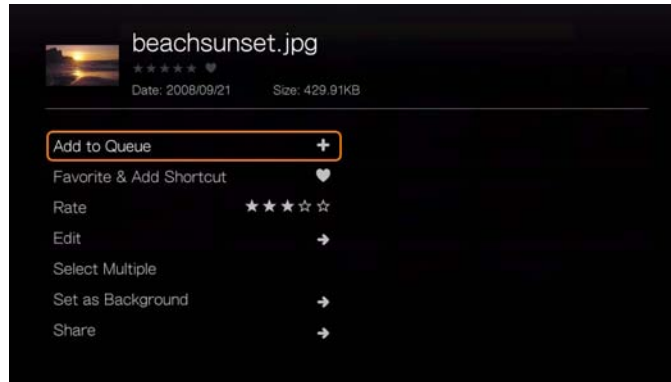 beachsunset.jpg
Date: 2008/09/21 Size: 429.91KB
Add to Queue
Favorite & Add Shortcut
Rate
Edit
Select Multiple
Set as Background
Share